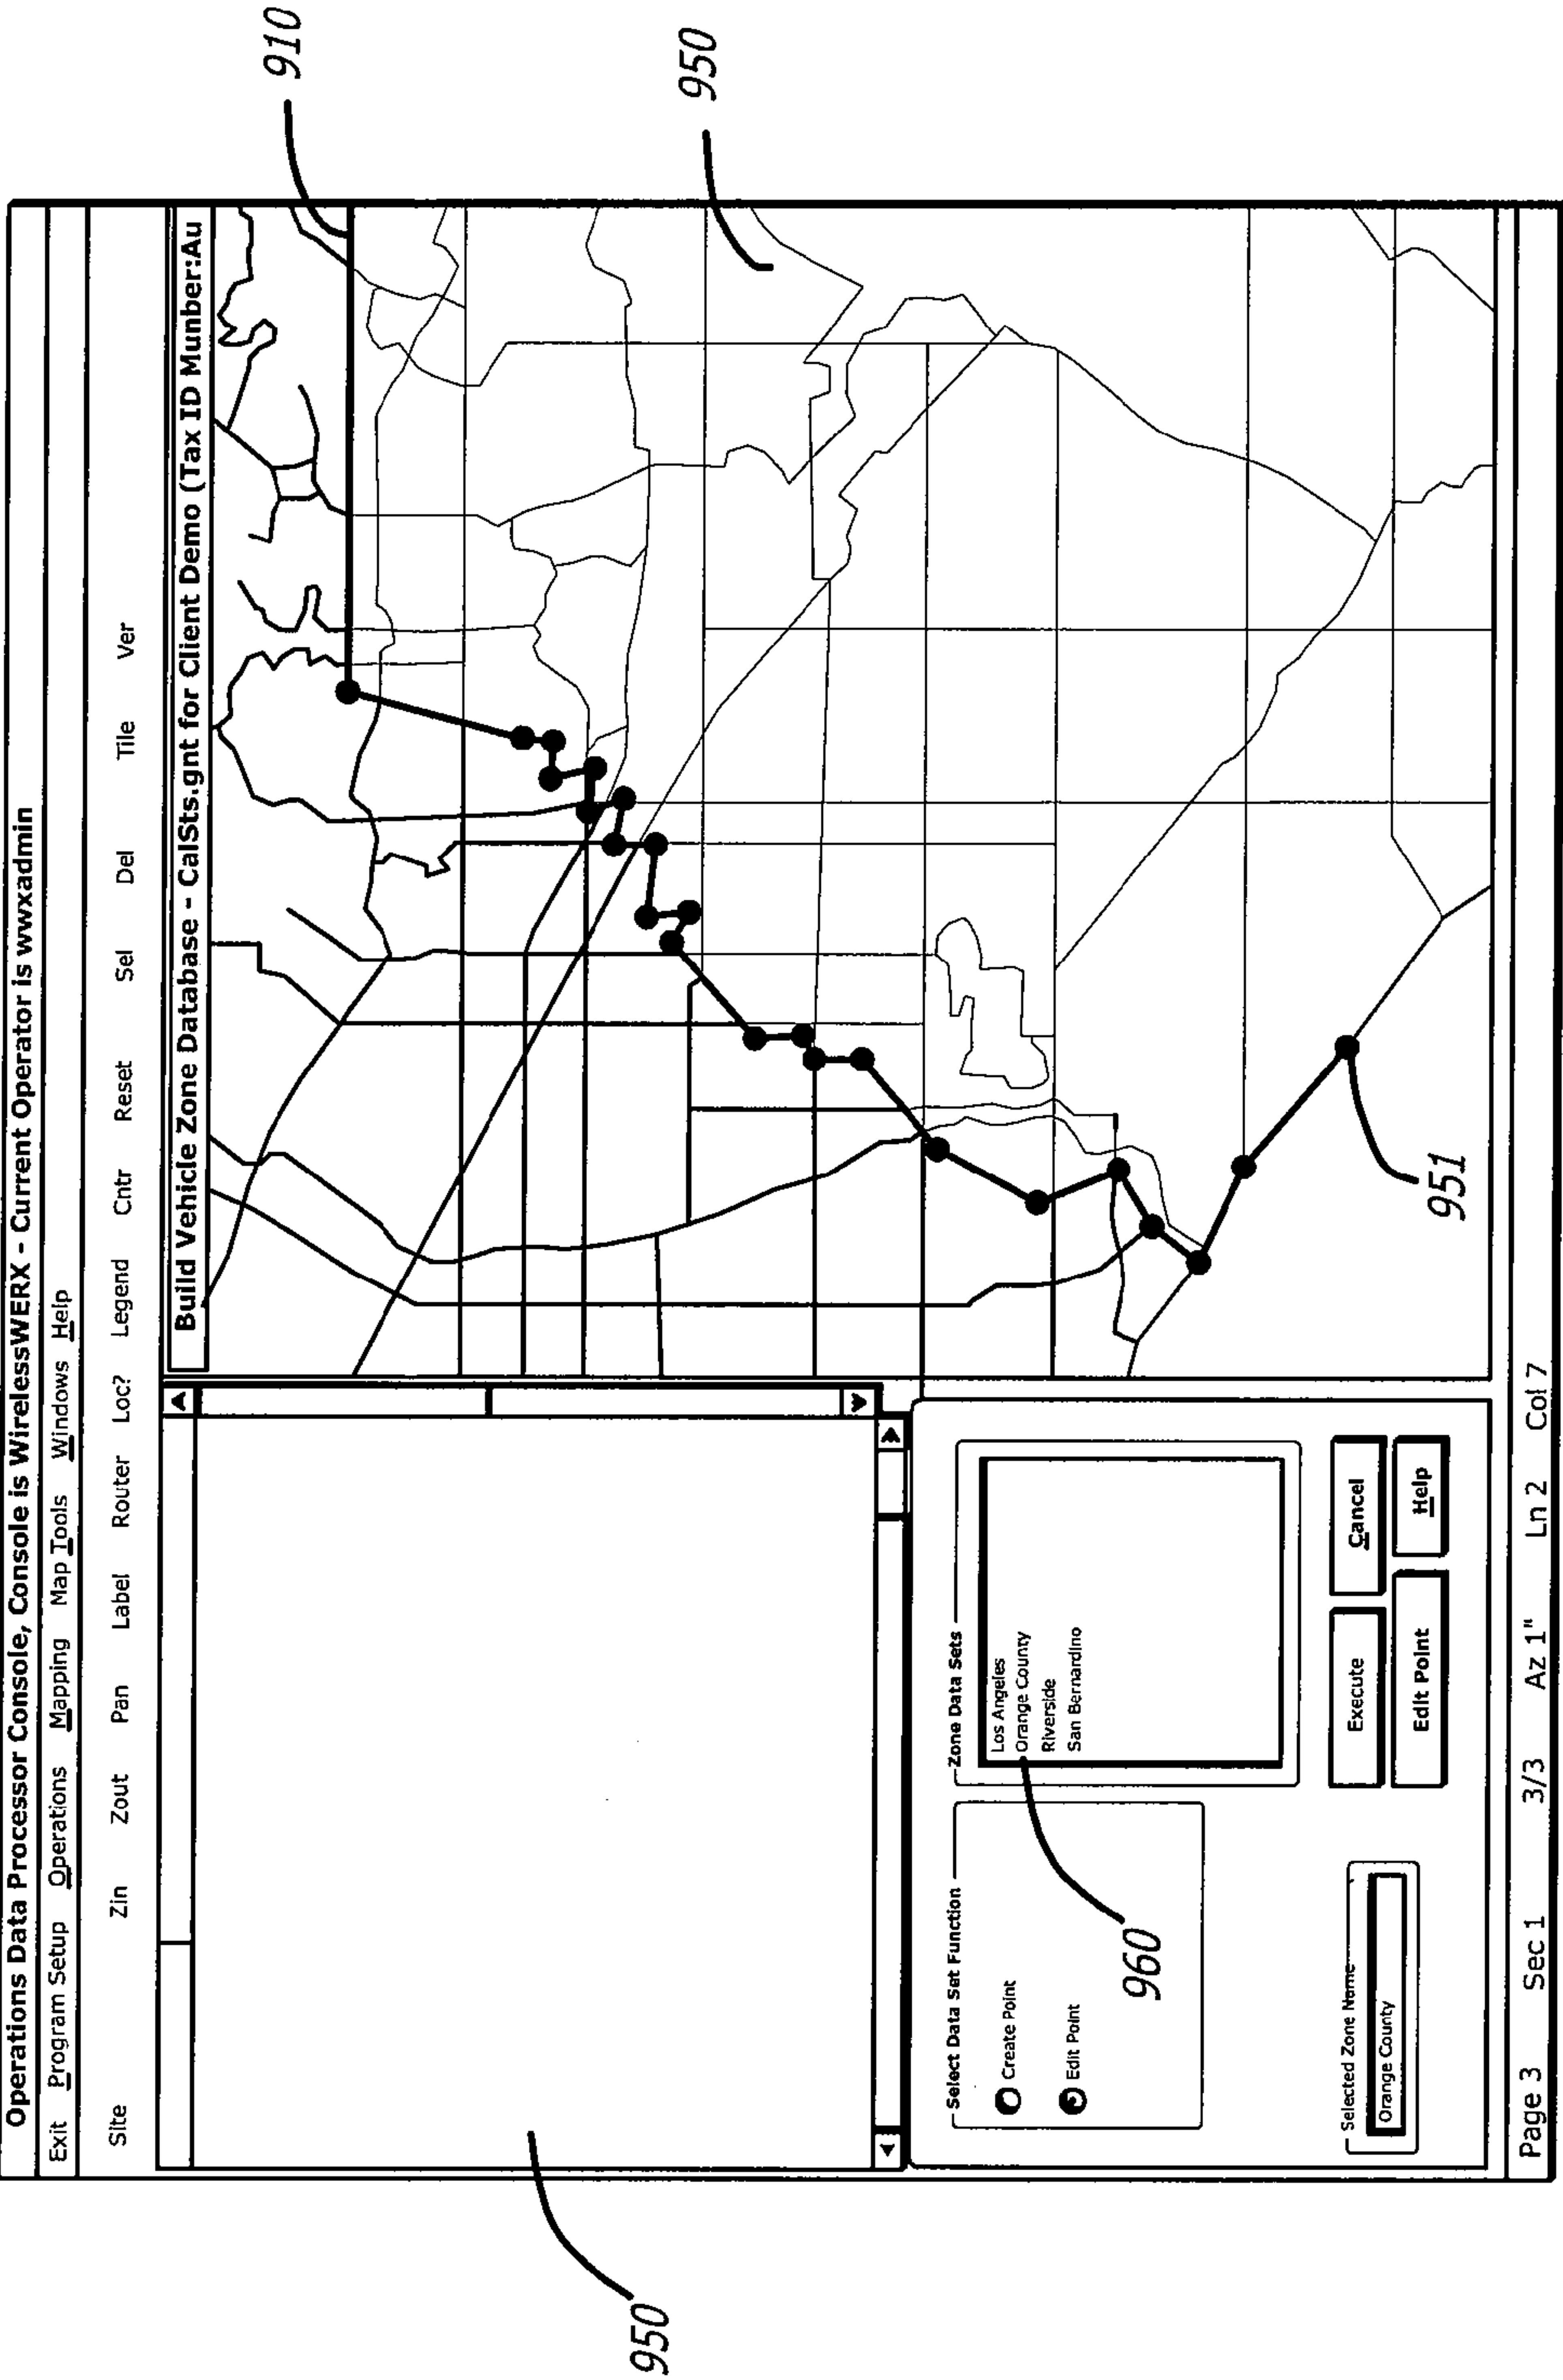 Operations Data Processor Console, Console is WirelessWERX - Current Operator is wwxadmin
Exit Program Setup Operations Mapping Map Tools Windows Help
Site Zin Zout Pan Label Router Loc? Legend Cntr Reset Sel Del Tile Ver
Build Vehicle Zone Database - CalSts.gnt for Client Demo (Tax ID Munber:Au
910
950
950
951
Select Data Set Function
Create Point
Edit Point
960
Zone Data Sets
Los Angeles
Orange County
Riverside
San Bernardino
Selected Zone Name
Orange County
Execute
Cancel
Edit Point
Help
Page 3 Sec 1 3/3 Az 1" Ln 2 Col 7